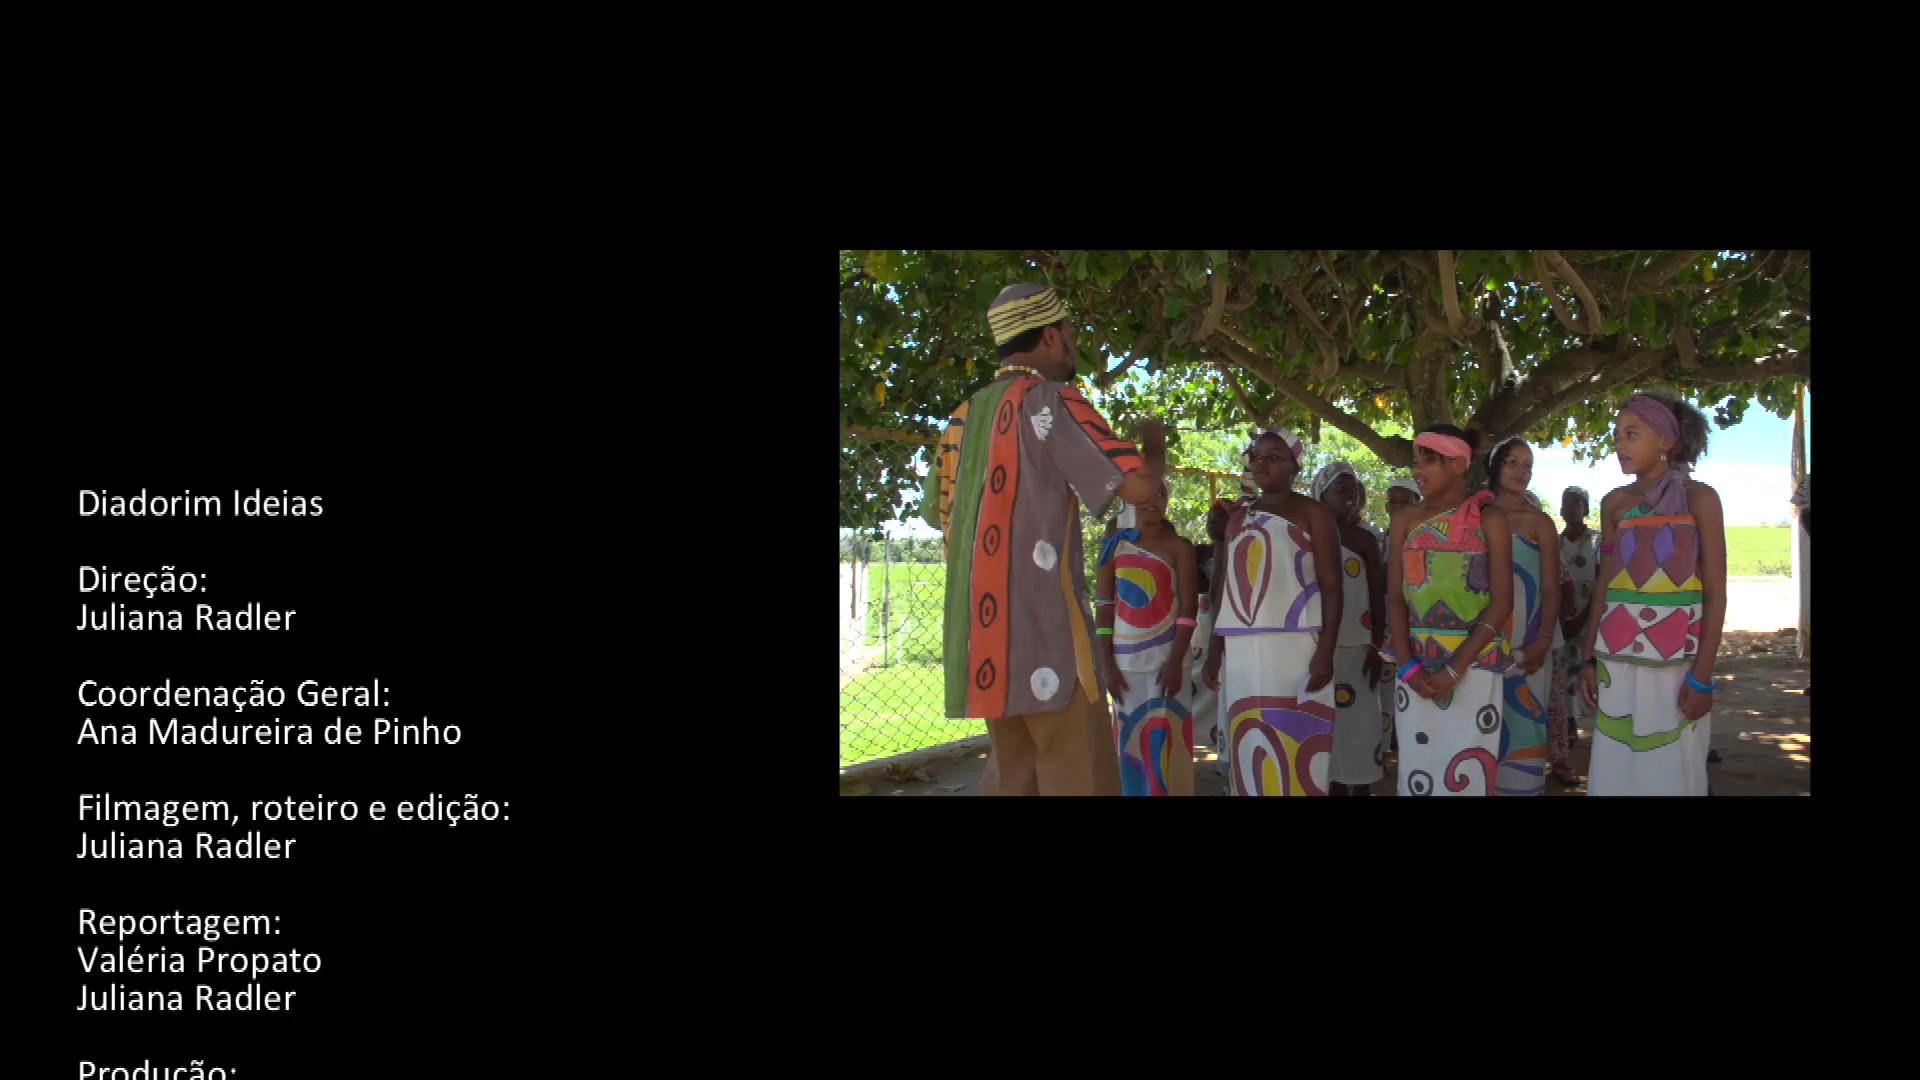 Diadorim Ideias
Direção:
Juliana Radler
Coordenação Geral:
Ana Madureira de Pinho
Filmagem, roteiro e edição:
Juliana Radler
Reportagem:
Valéria Propato
Juliana Radler
Produção: